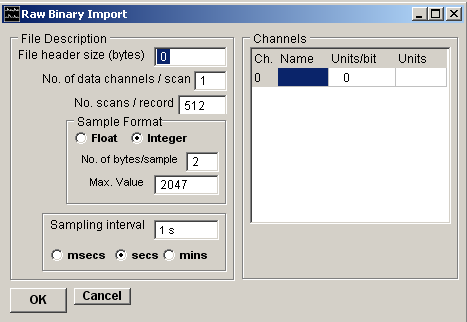 Raw Binary Import
File Description
File header size (bytes) 0
No. of data channels / scan 1
No. scans / record 512
Sample Format
Float Integer
No. of bytes/sample 2
Max. Value 2047
Sampling interval 1 s
msecs secs mins
OK Cancel
Channels
Ch. Name Units/bit Units
0 0